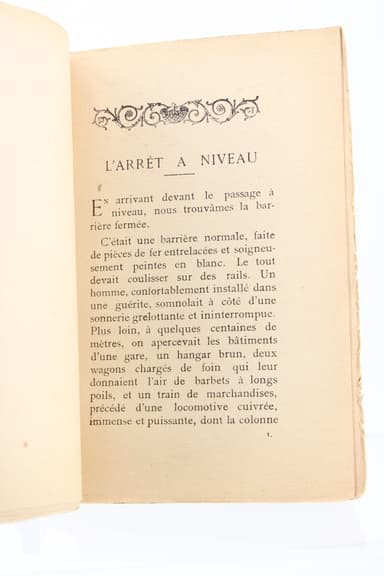 L'ARRÊT A NIVEAU
En arrivant devant le passage à
niveau, nous trouvâmes la bar-
rière fermée.
C'était une barrière normale, faite
de pièces de fer entrelacées et soigneu-
sement peintes en blanc. Le tout
devait coulisser sur des rails. Un
homme, confortablement installé dans
une guérite, somnolait à côté d'une
sonnerie grelottante et ininterrompue.
Plus loin, à quelques centaines de
mètres, on apercevait les bâtiments
d'une gare, un hangar brun, deux
wagons chargés de foin qui leur
donnaient l'air de barbets à longs
poils, et un train de marchandises,
précédé d'une locomotive cuivrée,
immense et puissante, dont la colonne
1.